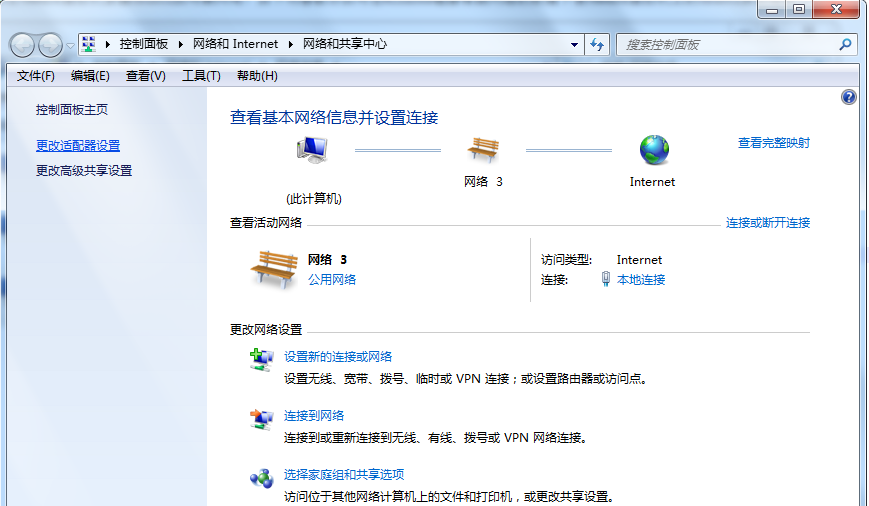 控制面板 ▸ 网络和 Internet ▸ 网络和共享中心
搜索控制面板
文件(F) 编辑(E) 查看(V) 工具(T) 帮助(H)
控制面板主页
更改适配器设置
更改高级共享设置
查看基本网络信息并设置连接
查看完整映射
网络 3
Internet
(此计算机)
查看活动网络
连接或断开连接
网络 3
公用网络
访问类型: Internet
连接: 本地连接
更改网络设置
设置新的连接或网络
设置无线、宽带、拨号、临时或 VPN 连接；或设置路由器或访问点。
连接到网络
连接到或重新连接到无线、有线、拨号或 VPN 网络连接。
选择家庭组和共享选项
访问位于其他网络计算机上的文件和打印机，或更改共享设置。